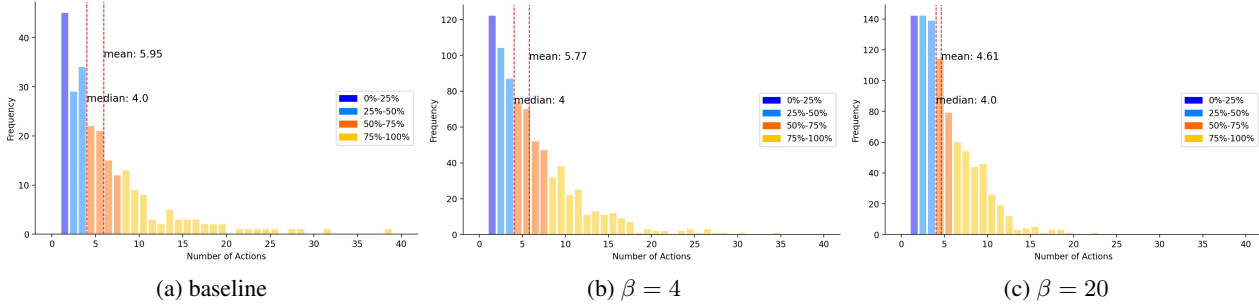 mean: 5.95
median: 4.0
0%-25%
25%-50%
50%-75%
75%-100%
Frequency
0
10
20
30
40
0 5 10 15 20 25 30 35 40
Number of Actions
(a) baseline
mean: 5.77
median: 4
0%-25%
25%-50%
50%-75%
75%-100%
Frequency
0
20
40
60
80
100
120
0 5 10 15 20 25 30 35 40
Number of Actions
(b) β = 4
mean: 4.61
median: 4.0
0%-25%
25%-50%
50%-75%
75%-100%
Frequency
0
20
40
60
80
100
120
140
0 5 10 15 20 25 30 35 40
Number of Actions
(c) β = 20